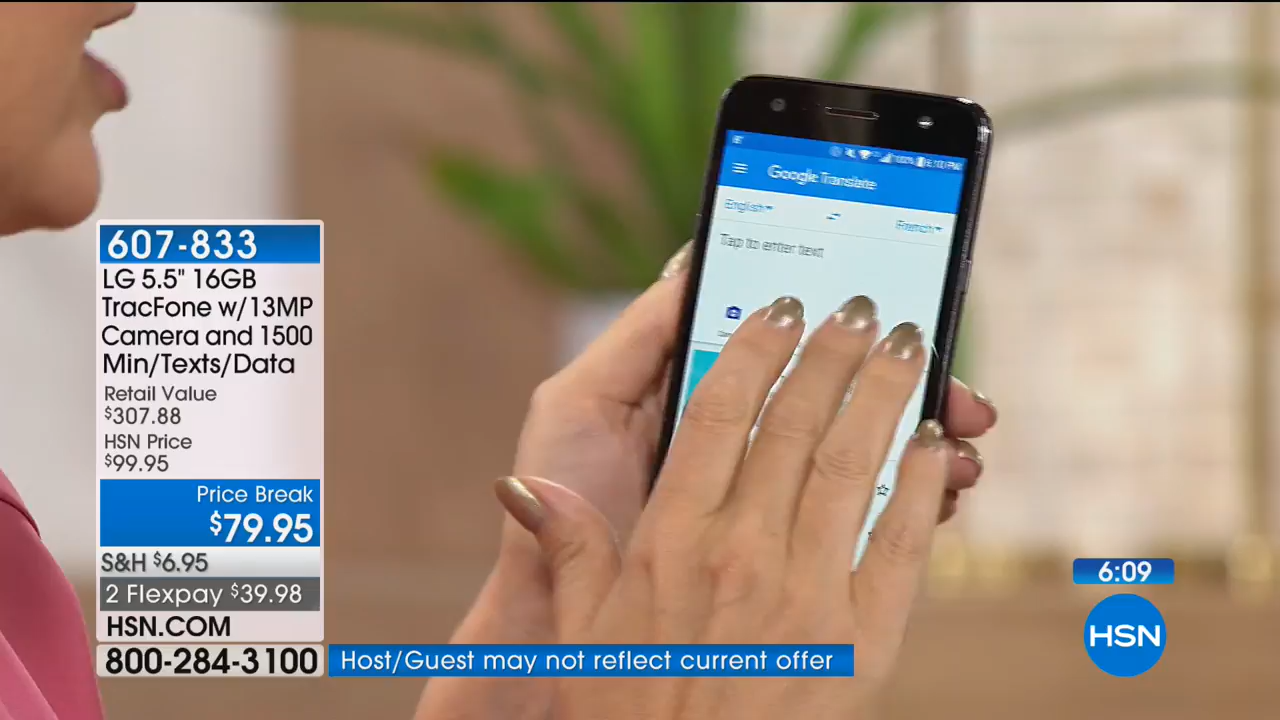 607-833
LG 5.5" 16GB
TracFone w/13MP
Camera and 1500
Min/Texts/Data
Retail Value
$307.88
HSN Price
$99.95
Price Break
$79.95
S&H $6.95
2 Flexpay $39.98
HSN.COM
800-284-3100
Host/Guest may not reflect current offer
Google Translate
English
French
Tap to enter text
6:09
HSN